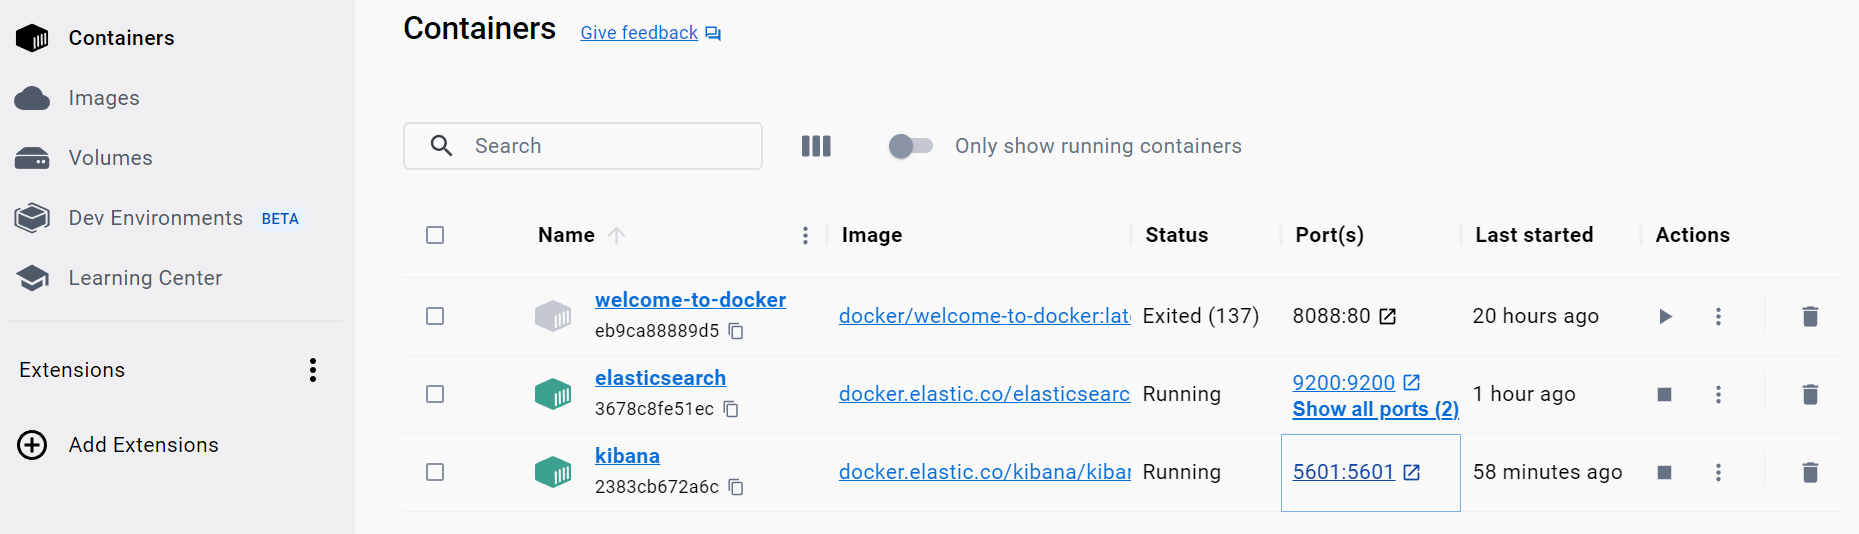 Containers
Images
Volumes
Dev Environments BETA
Learning Center
Extensions
Add Extensions
Containers Give feedback
Search
Only show running containers
Name Image Status Port(s) Last started Actions
welcome-to-docker
eb9ca88889d5
docker/welcome-to-docker:lat Exited (137) 8088:80 20 hours ago
elasticsearch
3678c8fe51ec
docker.elastic.co/elasticsearc Running 9200:9200 1 hour ago
Show all ports (2)
kibana
2383cb672a6c
docker.elastic.co/kibana/kibar Running 5601:5601 58 minutes ago